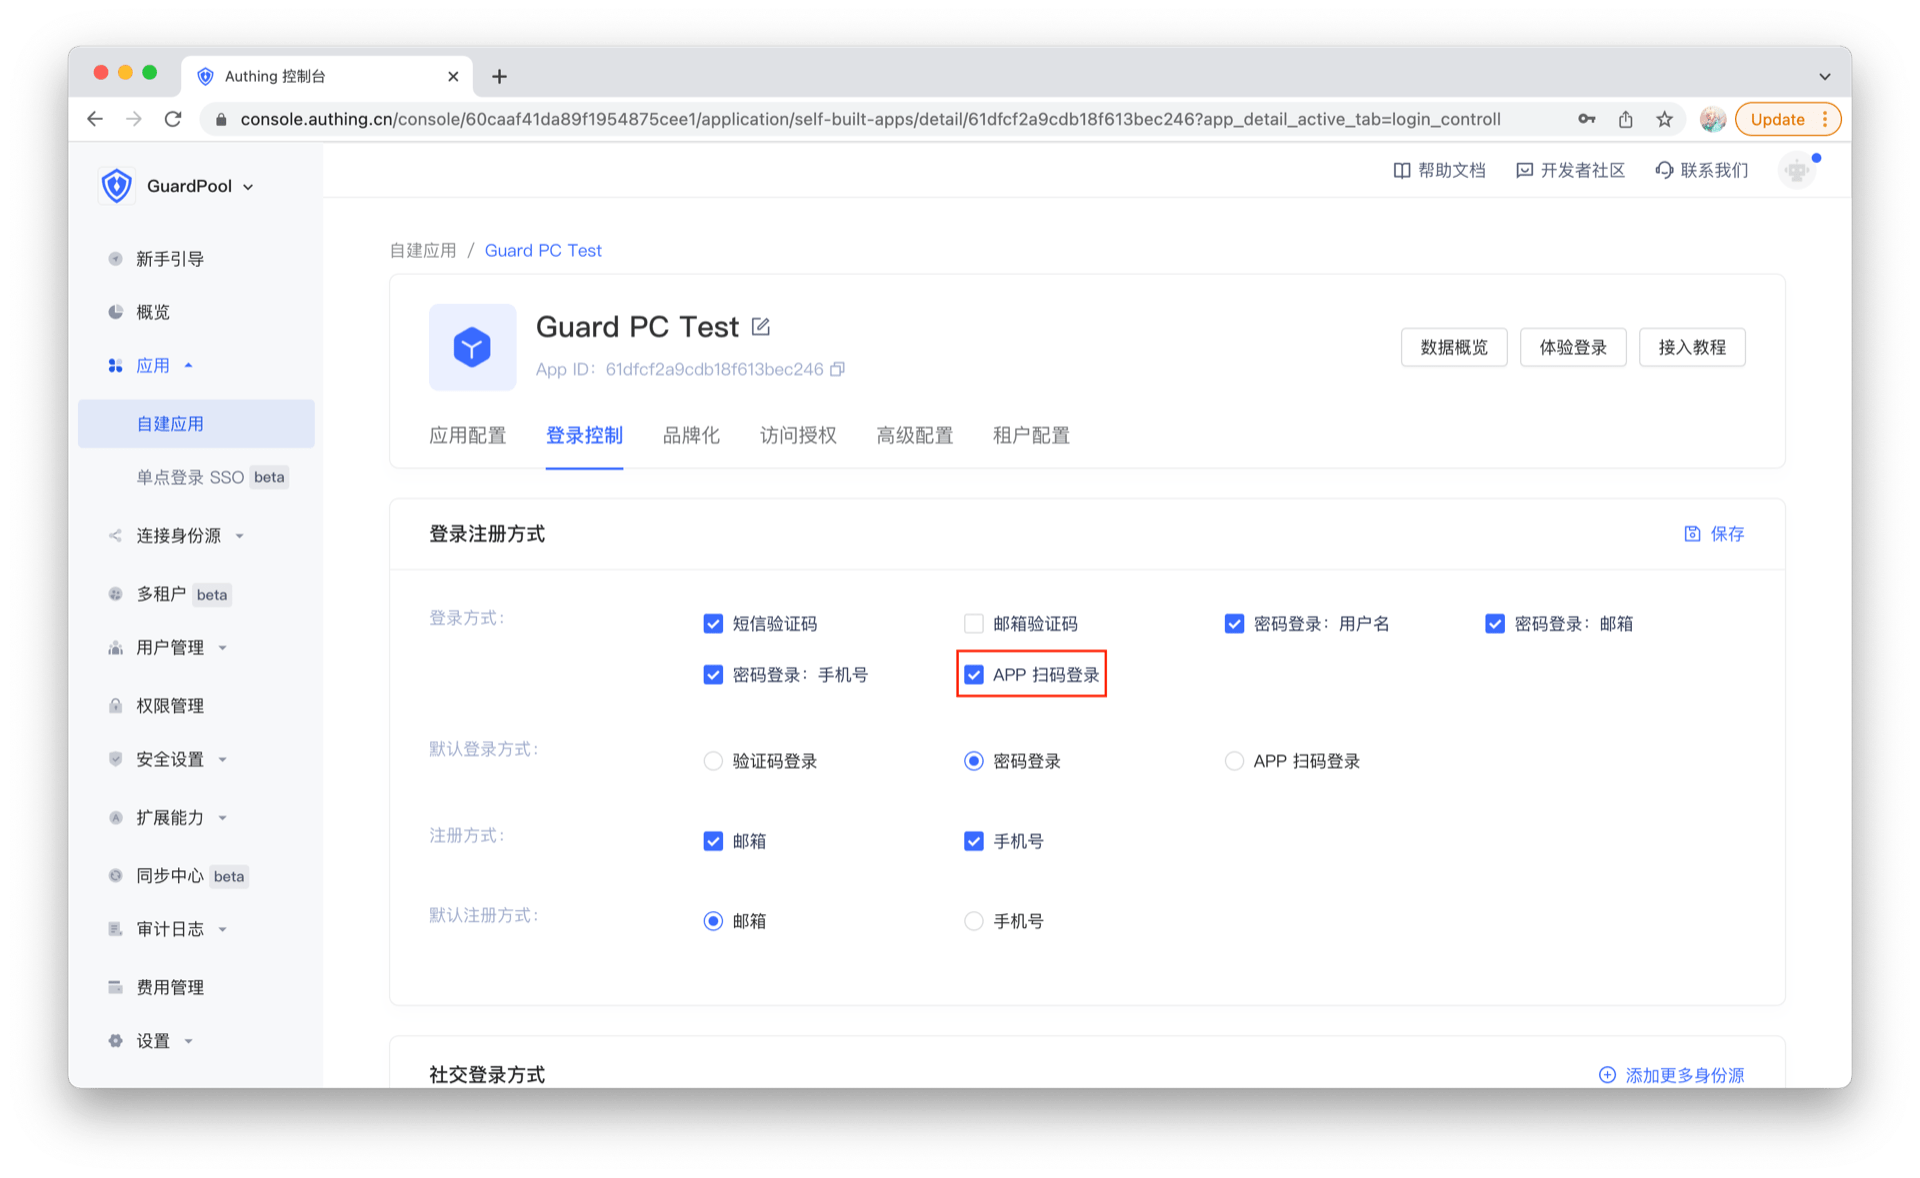 Authing 控制台
console.authing.cn/console/60caaf41da89f1954875cee1/application/self-built-apps/detail/61dfcf2a9cdb18f613bec246?app_detail_active_tab=login_controll
Update
GuardPool
帮助文档
开发者社区
联系我们
新手引导
概览
应用
自建应用
单点登录 SSO beta
连接身份源
多租户 beta
用户管理
权限管理
安全设置
扩展能力
同步中心 beta
审计日志
费用管理
设置
自建应用 / Guard PC Test
Guard PC Test
App ID: 61dfcf2a9cdb18f613bec246
数据概览 体验登录 接入教程
应用配置 登录控制 品牌化 访问授权 高级配置 租户配置
登录注册方式 保存
登录方式: 短信验证码 邮箱验证码 密码登录: 用户名 密码登录: 邮箱
密码登录: 手机号 APP 扫码登录
默认登录方式: 验证码登录 密码登录 APP 扫码登录
注册方式: 邮箱 手机号
默认注册方式: 邮箱 手机号
社交登录方式 添加更多身份源